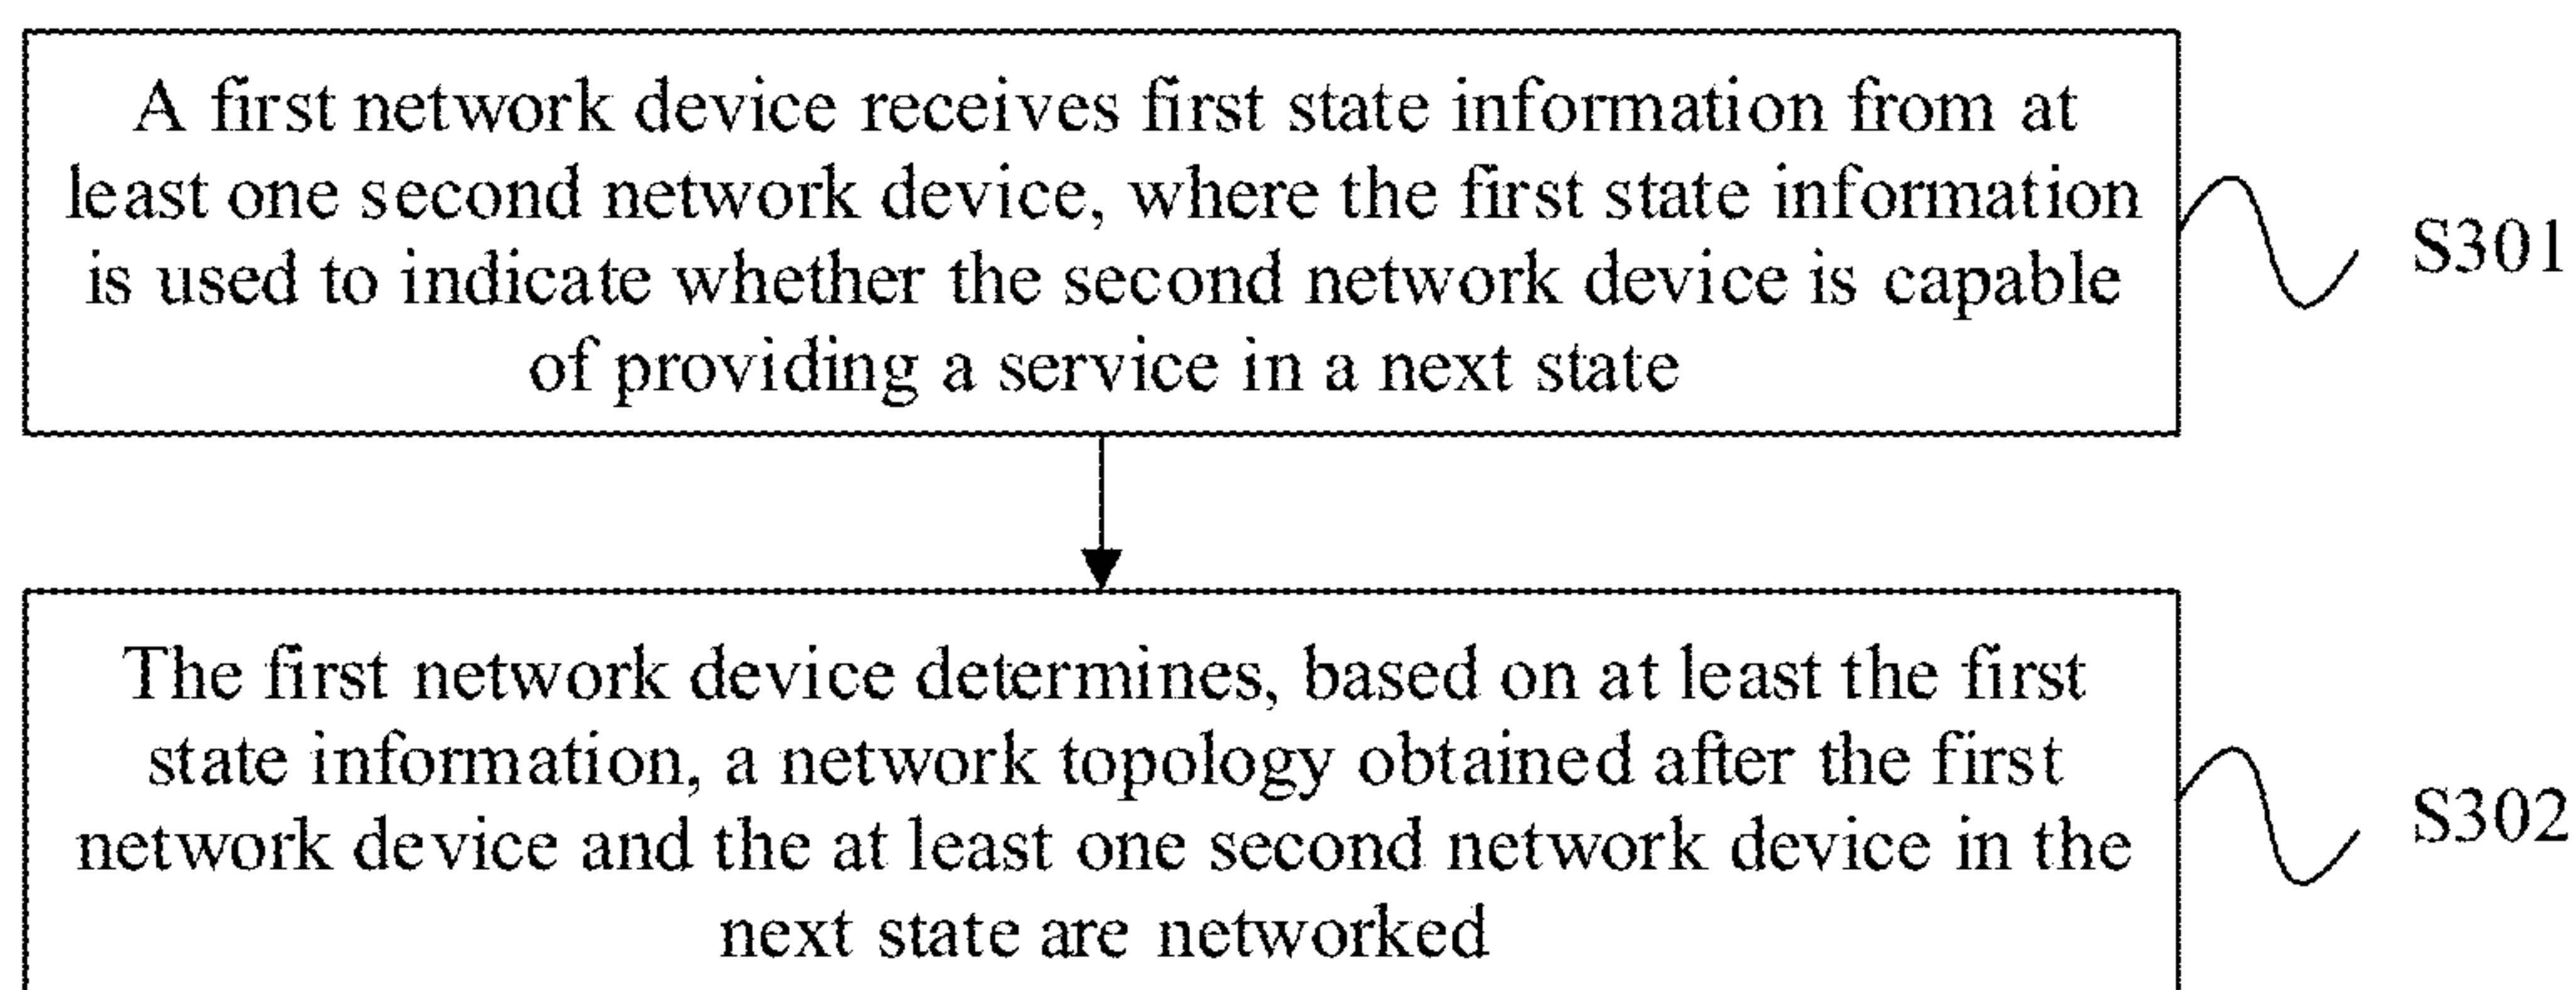 A first network device receives first state information from at
least one second network device, where the first state information
is used to indicate whether the second network device is capable
of providing a service in a next state
S301
The first network device determines, based on at least the first
state information, a network topology obtained after the first
network device and the at least one second network device in the
next state are networked
S302